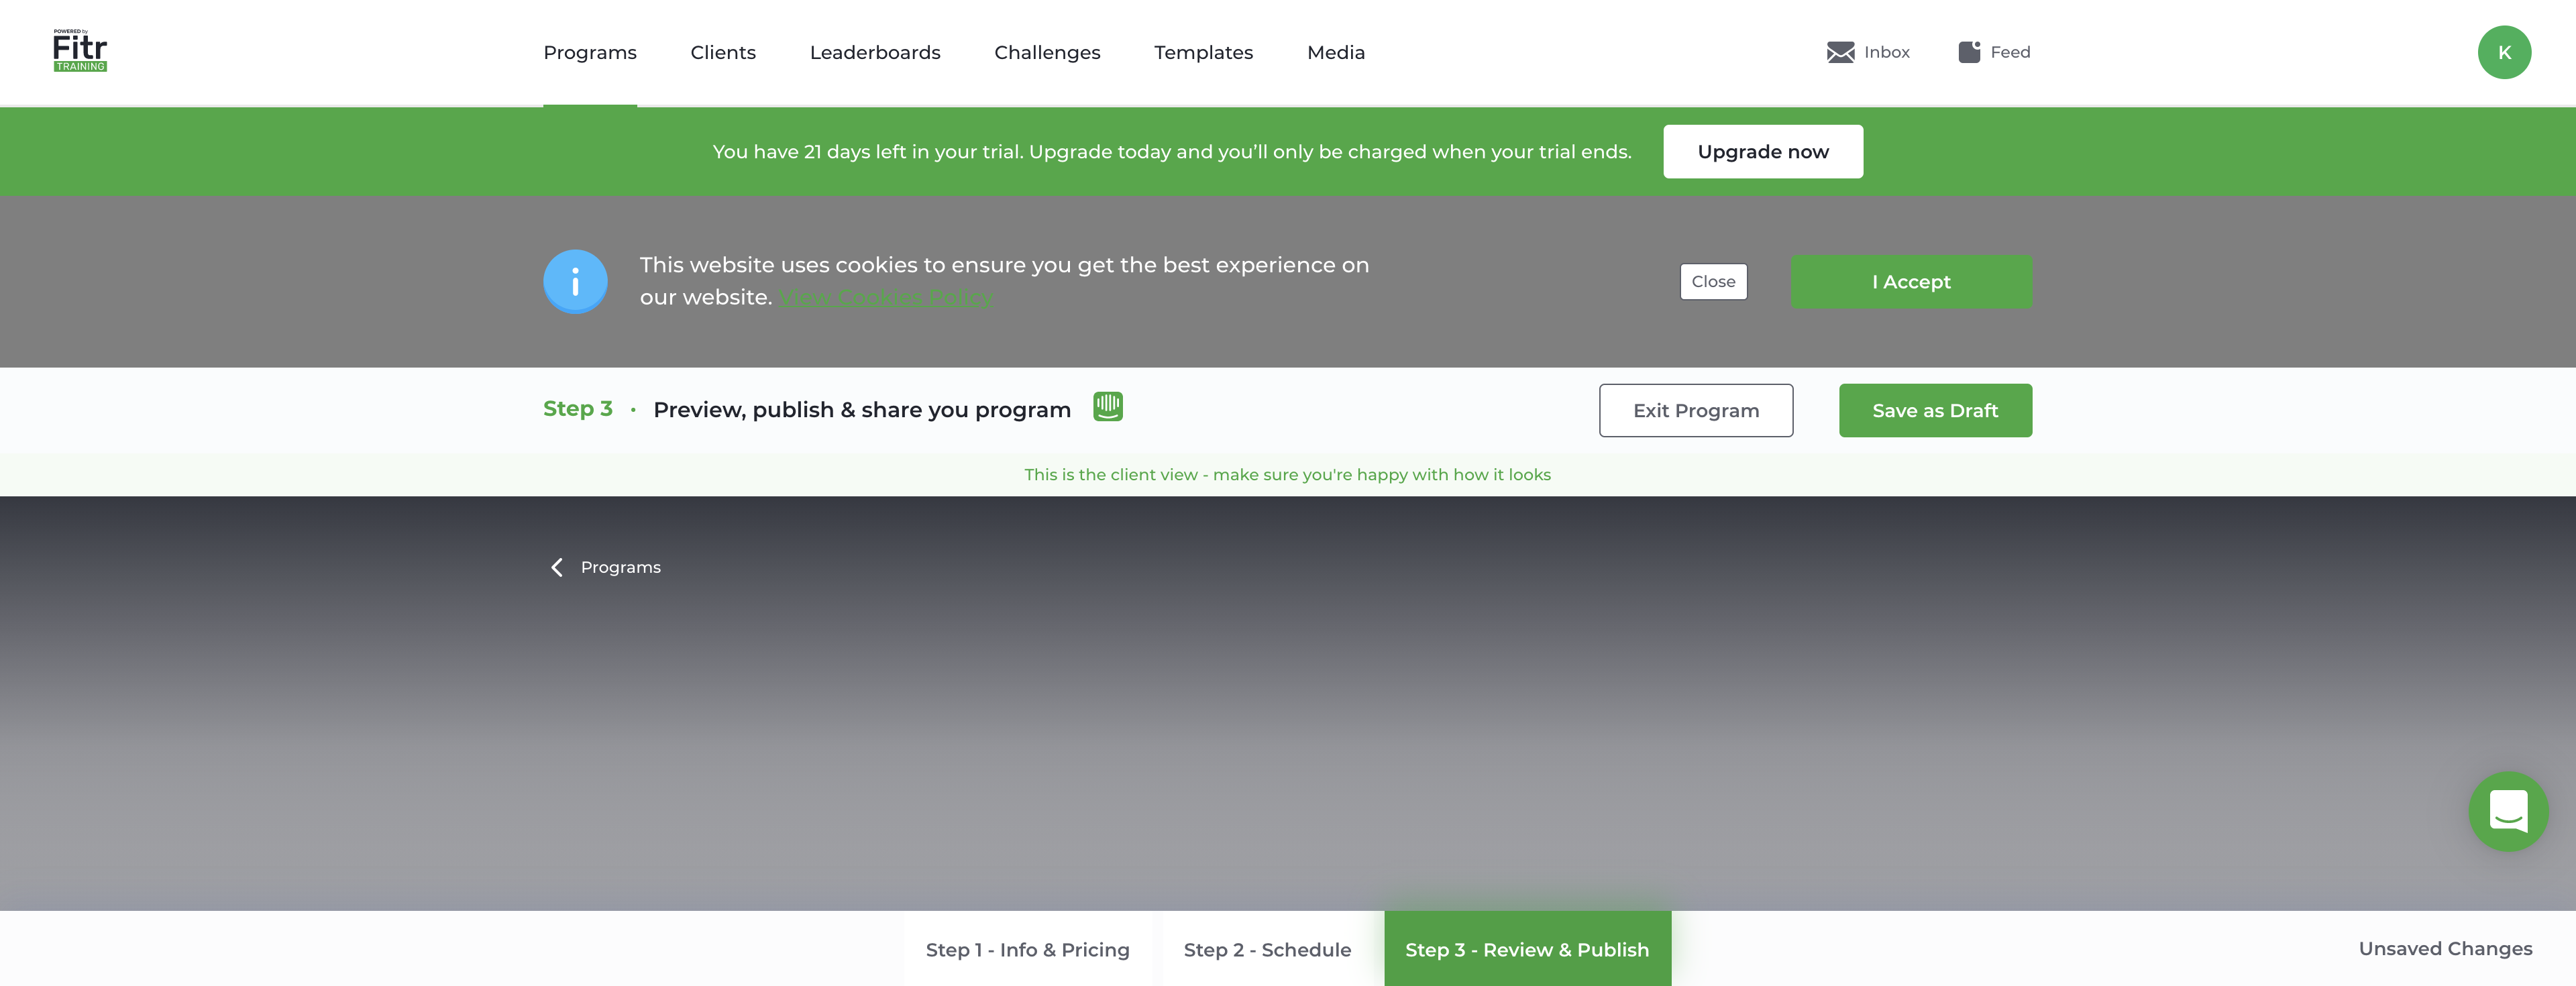 POWERED by
Fitr
TRAINING
Programs
Clients
Leaderboards
Challenges
Templates
Media
Inbox
Feed
K
You have 21 days left in your trial. Upgrade today and you’ll only be charged when your trial ends.
Upgrade now
This website uses cookies to ensure you get the best experience on
our website. View Cookies Policy
Close
I Accept
Step 3 · Preview, publish & share you program
Exit Program
Save as Draft
This is the client view - make sure you're happy with how it looks
Programs
Step 1 - Info & Pricing
Step 2 - Schedule
Step 3 - Review & Publish
Unsaved Changes